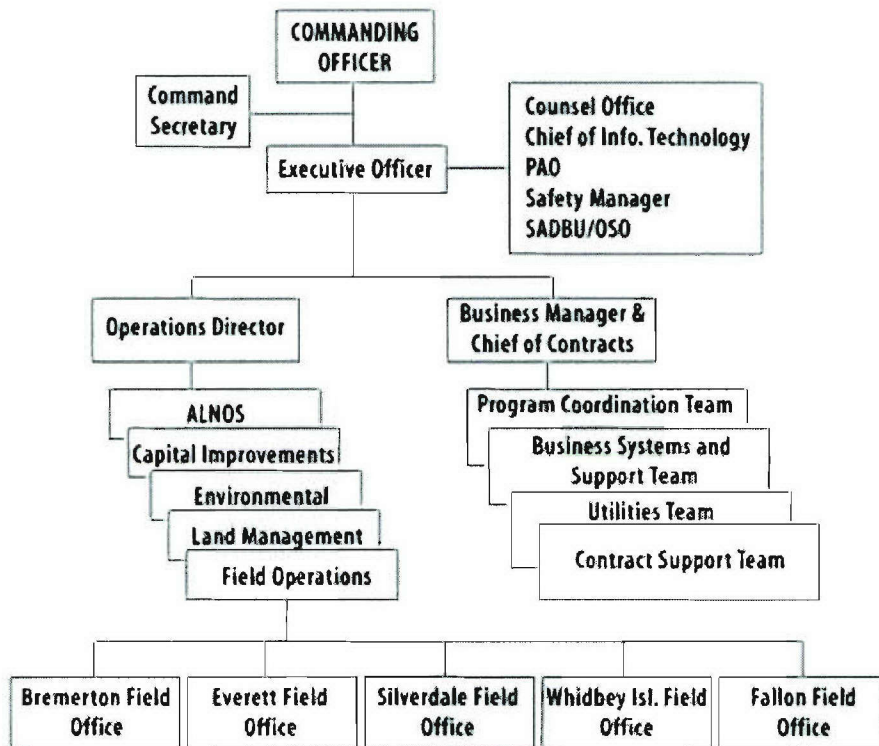 COMMANDING
OFFICER
Command
Secretary
Counsel Office
Chief of Info. Technology
PAO
Safety Manager
SADBU/OSO
Executive Officer
Operations Director
Business Manager &
Chief of Contracts
ALNOS
Capital Improvements
Environmental
Land Management
Field Operations
Program Coordination Team
Business Systems and
Support Team
Utilities Team
Contract Support Team
Bremerton Field
Office
Everett Field
Office
Silverdale Field
Office
Whidbey Isl. Field
Office
Fallon Field
Office